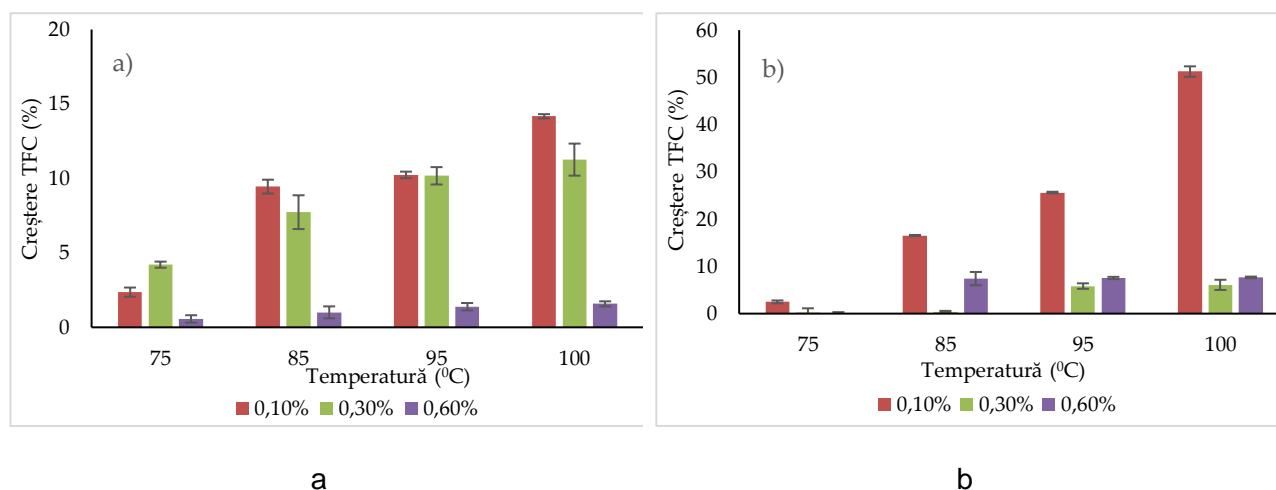 a)
Creștere TFC (%)
20
15
10
5
0
75 85 95 100
Temperatură (⁰C)
0,10% 0,30% 0,60%
a
b)
Creștere TFC (%)
60
50
40
30
20
10
0
75 85 95 100
Temperatură (⁰C)
0,10% 0,30% 0,60%
b